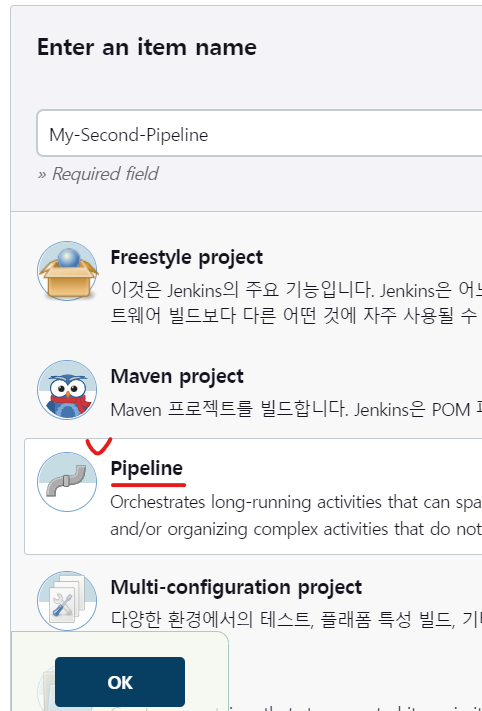 Enter an item name
My-Second-Pipeline
» Required field
Freestyle project
이것은 Jenkins의 주요 기능입니다. Jenkins은 어느
트웨어 빌드보다 다른 어떤 것에 자주 사용될 수
Maven project
Maven 프로젝트를 빌드합니다. Jenkins은 POM
Pipeline
Orchestrates long-running activities that can spa
and/or organizing complex activities that do not
Multi-configuration project
다양한 환경에서의 테스트, 플래폼 특성 빌드, 기
OK